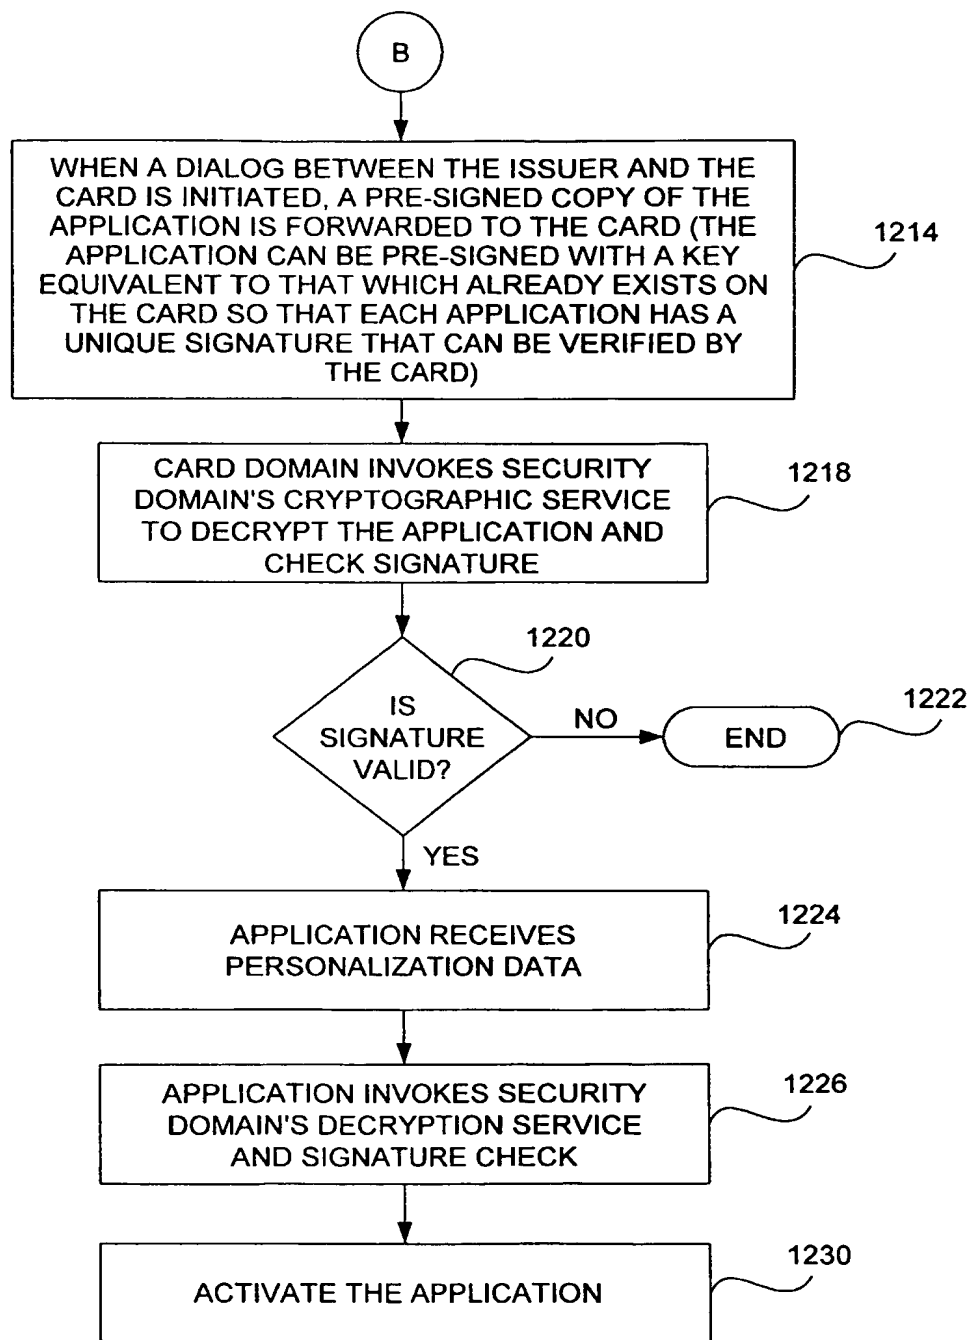 B
WHEN A DIALOG BETWEEN THE ISSUER AND THE
CARD IS INITIATED, A PRE-SIGNED COPY OF THE
APPLICATION IS FORWARDED TO THE CARD (THE
APPLICATION CAN BE PRE-SIGNED WITH A KEY
EQUIVALENT TO THAT WHICH ALREADY EXISTS ON
THE CARD SO THAT EACH APPLICATION HAS A
UNIQUE SIGNATURE THAT CAN BE VERIFIED BY
THE CARD)
1214
CARD DOMAIN INVOKES SECURITY
DOMAIN'S CRYPTOGRAPHIC SERVICE
TO DECRYPT THE APPLICATION AND
CHECK SIGNATURE
1218
IS
SIGNATURE
VALID?
1220
NO
END
1222
YES
APPLICATION RECEIVES
PERSONALIZATION DATA
1224
APPLICATION INVOKES SECURITY
DOMAIN'S DECRYPTION SERVICE
AND SIGNATURE CHECK
1226
ACTIVATE THE APPLICATION
1230